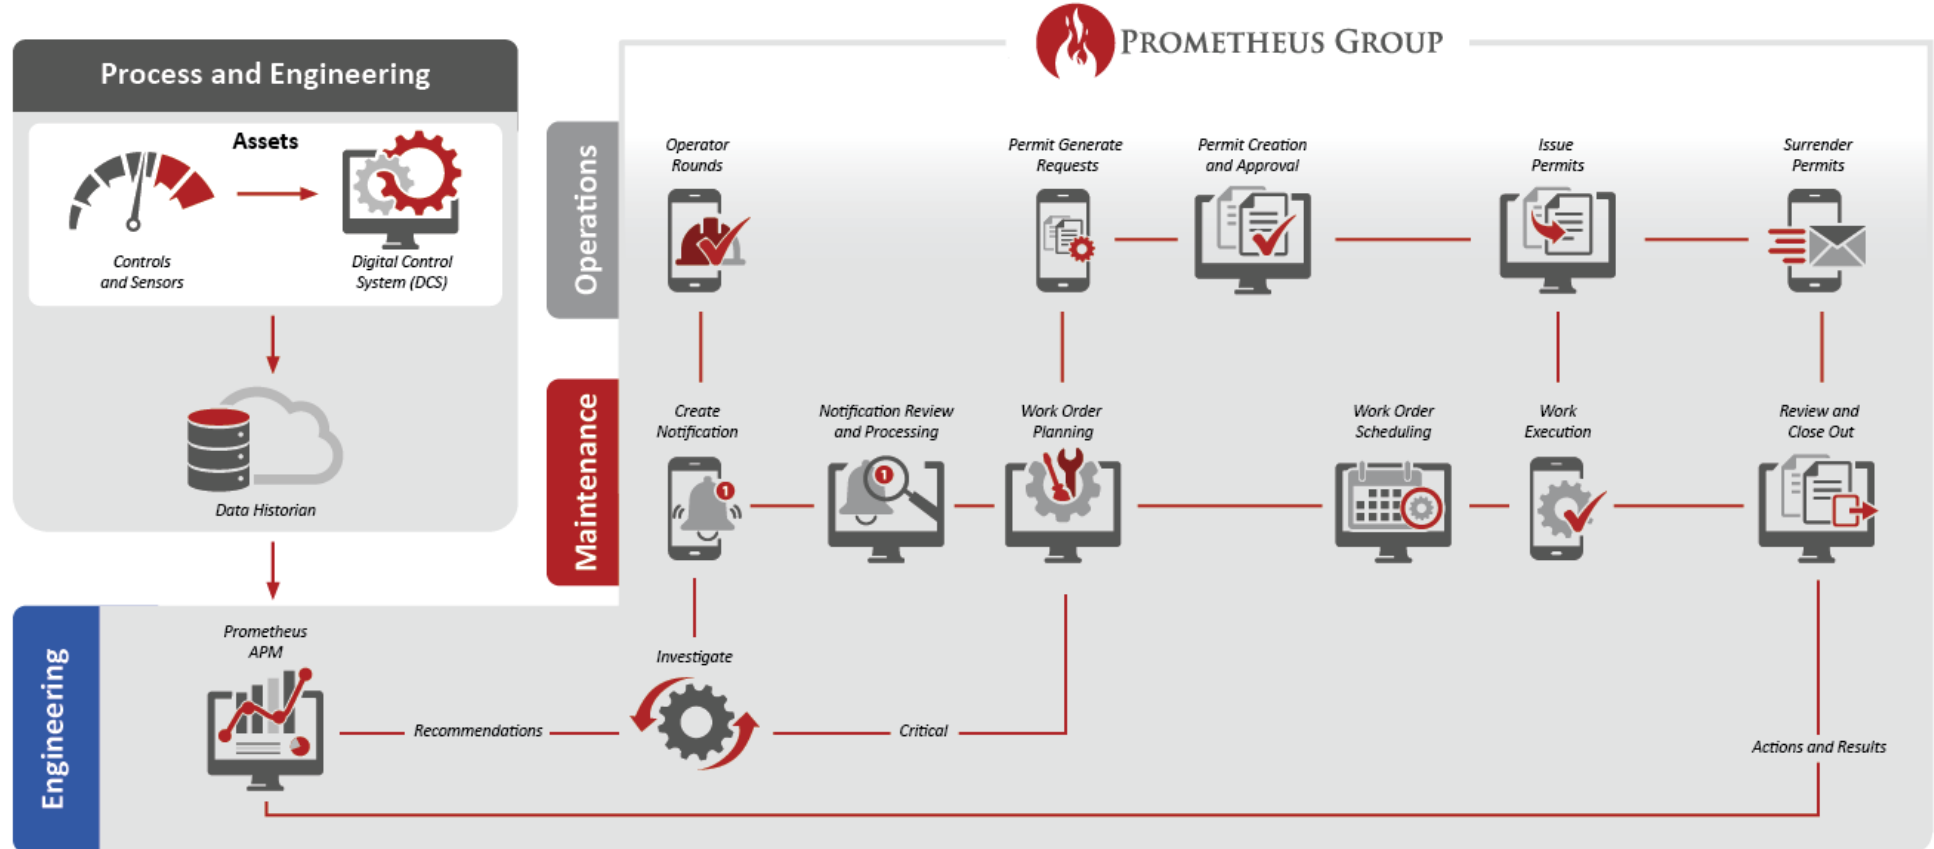 PROMETHEUS GROUP
Process and Engineering
Assets
Controls
and Sensors
Digital Control
System (DCS)
Data Historian
Operations
Operator
Rounds
Permit Generate
Requests
Permit Creation
and Approval
Issue
Permits
Surrender
Permits
Maintenance
Create
Notification
1
Notification Review
and Processing
1
Work Order
Planning
Work Order
Scheduling
Work
Execution
Review and
Close Out
Engineering
Prometheus
APM
Recommendations
Investigate
Critical
Actions and Results